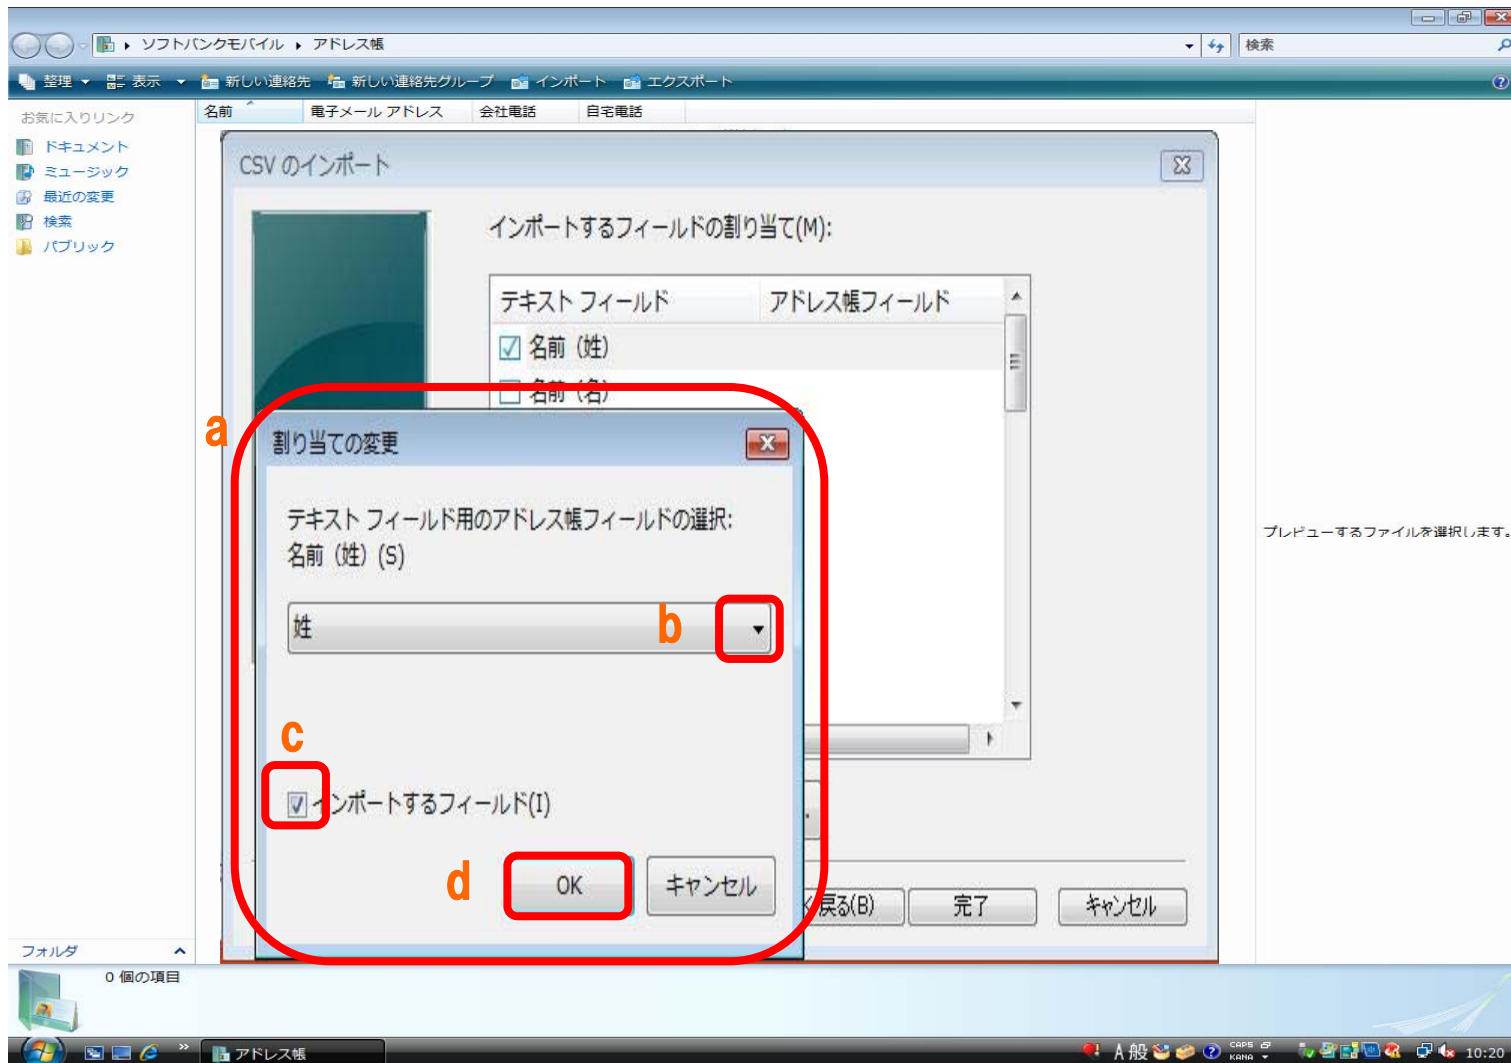 ソフトバンクモバイル ▸ アドレス帳
検索
整理 表示 新しい連絡先 新しい連絡先グループ インポート エクスポート
お気に入りリンク
ドキュメント
ミュージック
最近の変更
検索
パブリック
名前 電子メール アドレス 会社電話 自宅電話
CSV のインポート
インポートするフィールドの割り当て(M):
テキスト フィールド アドレス帳フィールド
名前（姓）
名前（名）
a
割り当ての変更
テキスト フィールド用のアドレス帳フィールドの選択:
名前（姓）(S)
姓
b
c
インポートするフィールド(I)
d
OK キャンセル
戻る(B) 完了 キャンセル
プレビューするファイルを選択します。
フォルダ
0 個の項目
アドレス帳
A 般 CAPS KANA 10:20